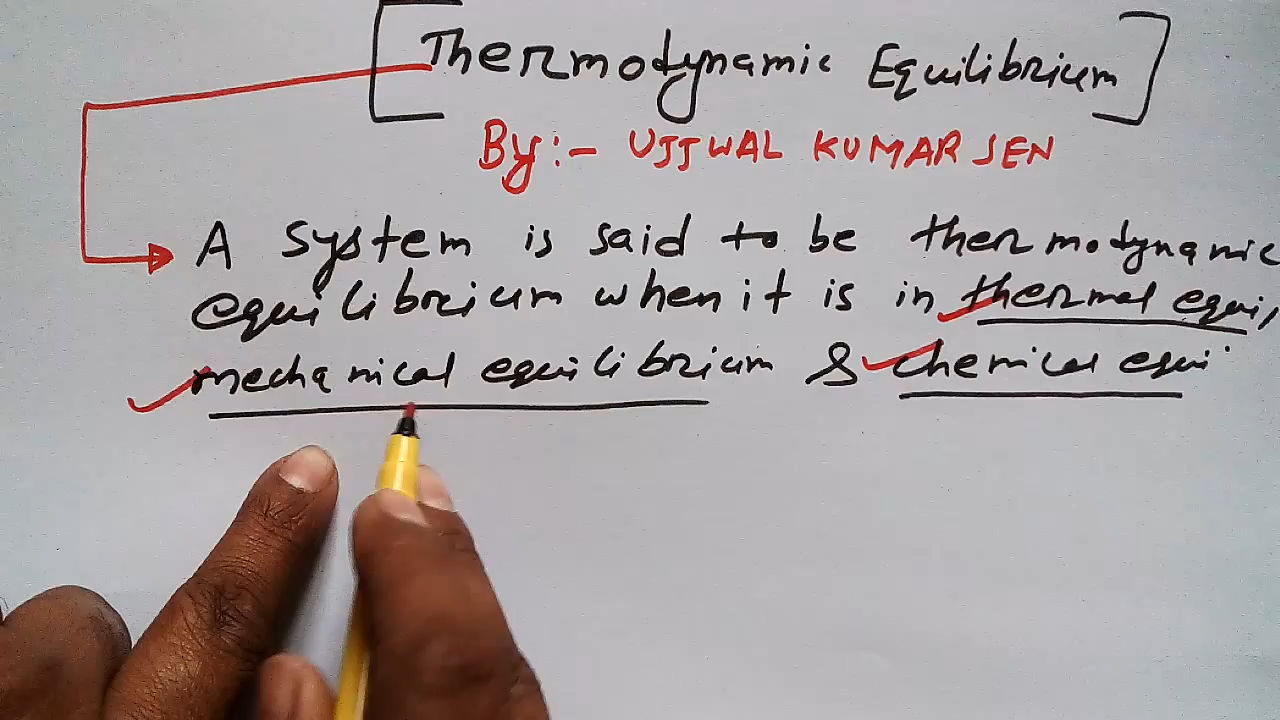 [Thermodynamic Equilibrium]
By:- UJJWAL KUMAR SEN
A system is said to be thermodynamic
equilibrium when it is in thermal equi,
mechanical equilibrium & chemical equi